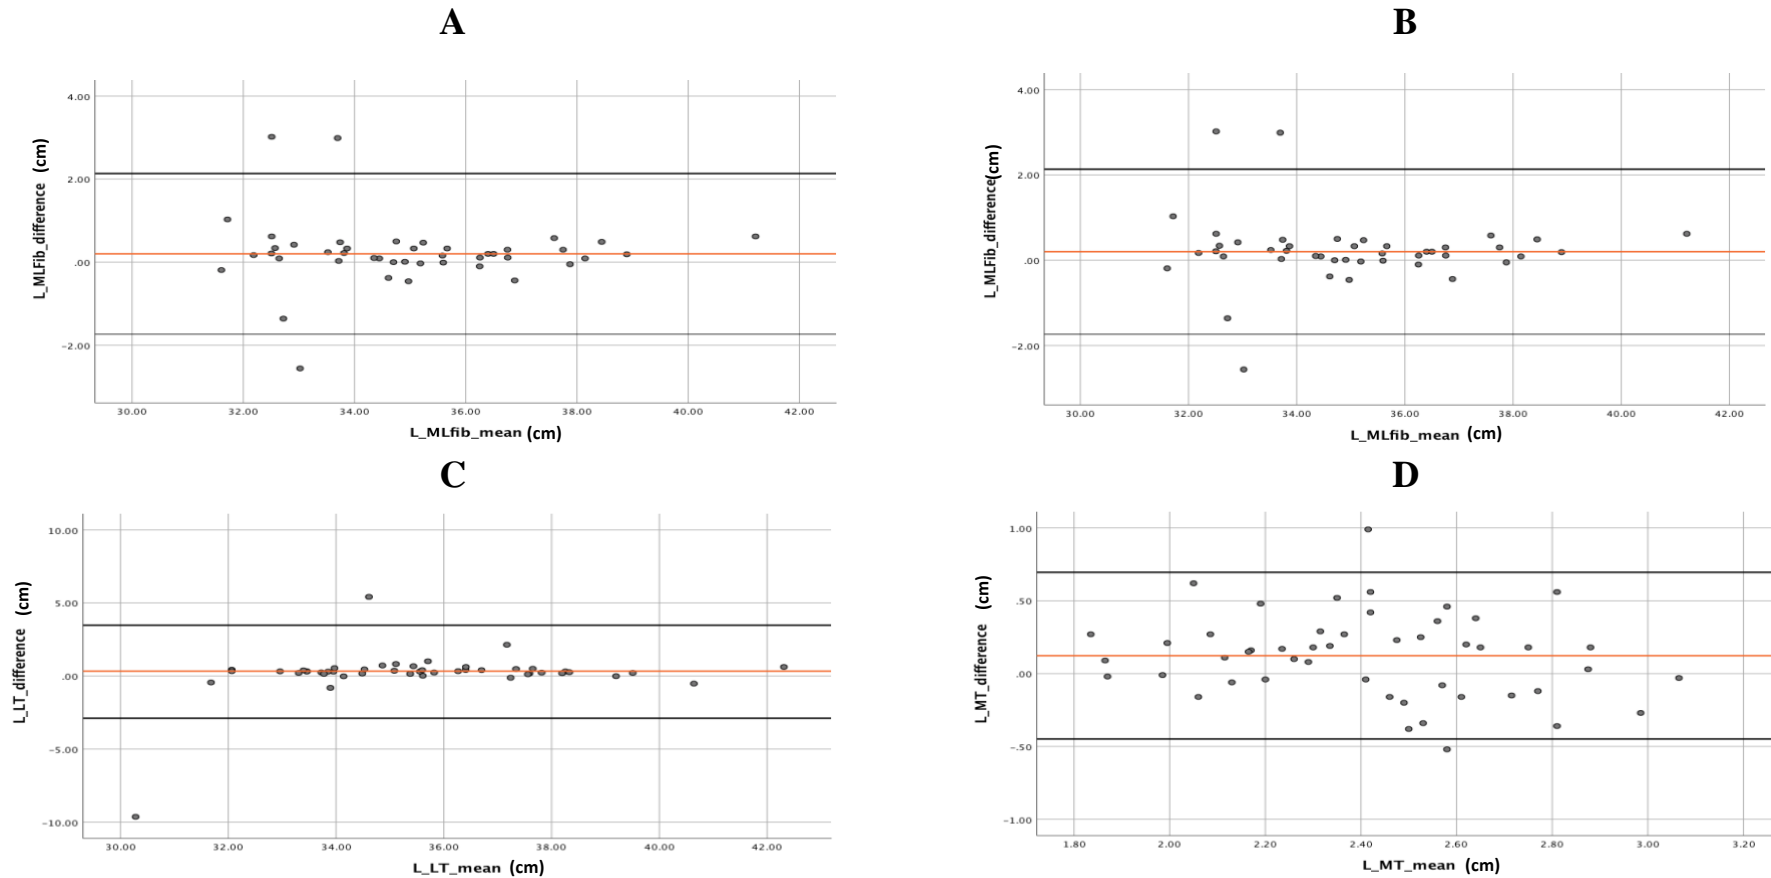 A
4.00
2.00
.00
−2.00
L_MLFib_difference (cm)
30.00 32.00 34.00 36.00 38.00 40.00 42.00
L_MLfib_mean (cm)
B
4.00
2.00
.00
−2.00
L_MLFib_difference(cm)
30.00 32.00 34.00 36.00 38.00 40.00 42.00
L_MLfib_mean (cm)
C
10.00
5.00
.00
−5.00
−10.00
L_LT_difference (cm)
30.00 32.00 34.00 36.00 38.00 40.00 42.00
L_LT_mean (cm)
D
1.00
.50
.00
−.50
−1.00
L_MT_difference (cm)
1.80 2.00 2.20 2.40 2.60 2.80 3.00 3.20
L_MT_mean (cm)